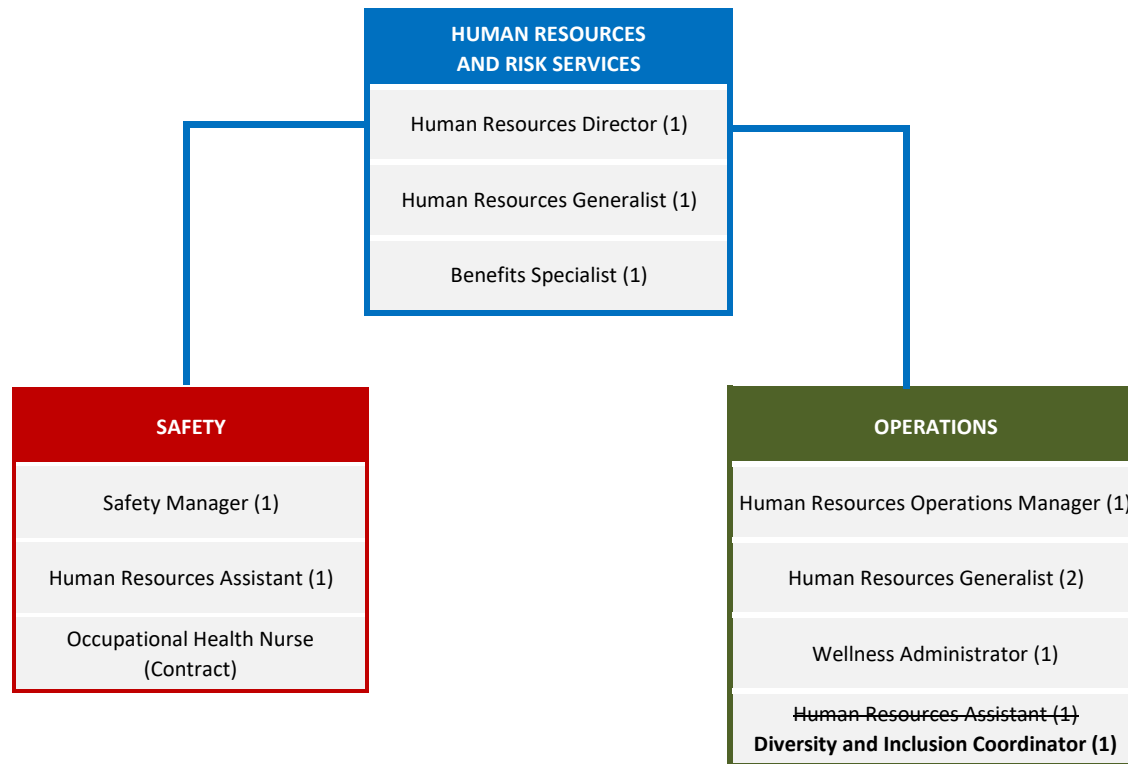 HUMAN RESOURCES
AND RISK SERVICES
Human Resources Director (1)
Human Resources Generalist (1)
Benefits Specialist (1)
SAFETY
Safety Manager (1)
Human Resources Assistant (1)
Occupational Health Nurse
(Contract)
OPERATIONS
Human Resources Operations Manager (1)
Human Resources Generalist (2)
Wellness Administrator (1)
Human Resources Assistant (1)
Diversity and Inclusion Coordinator (1)